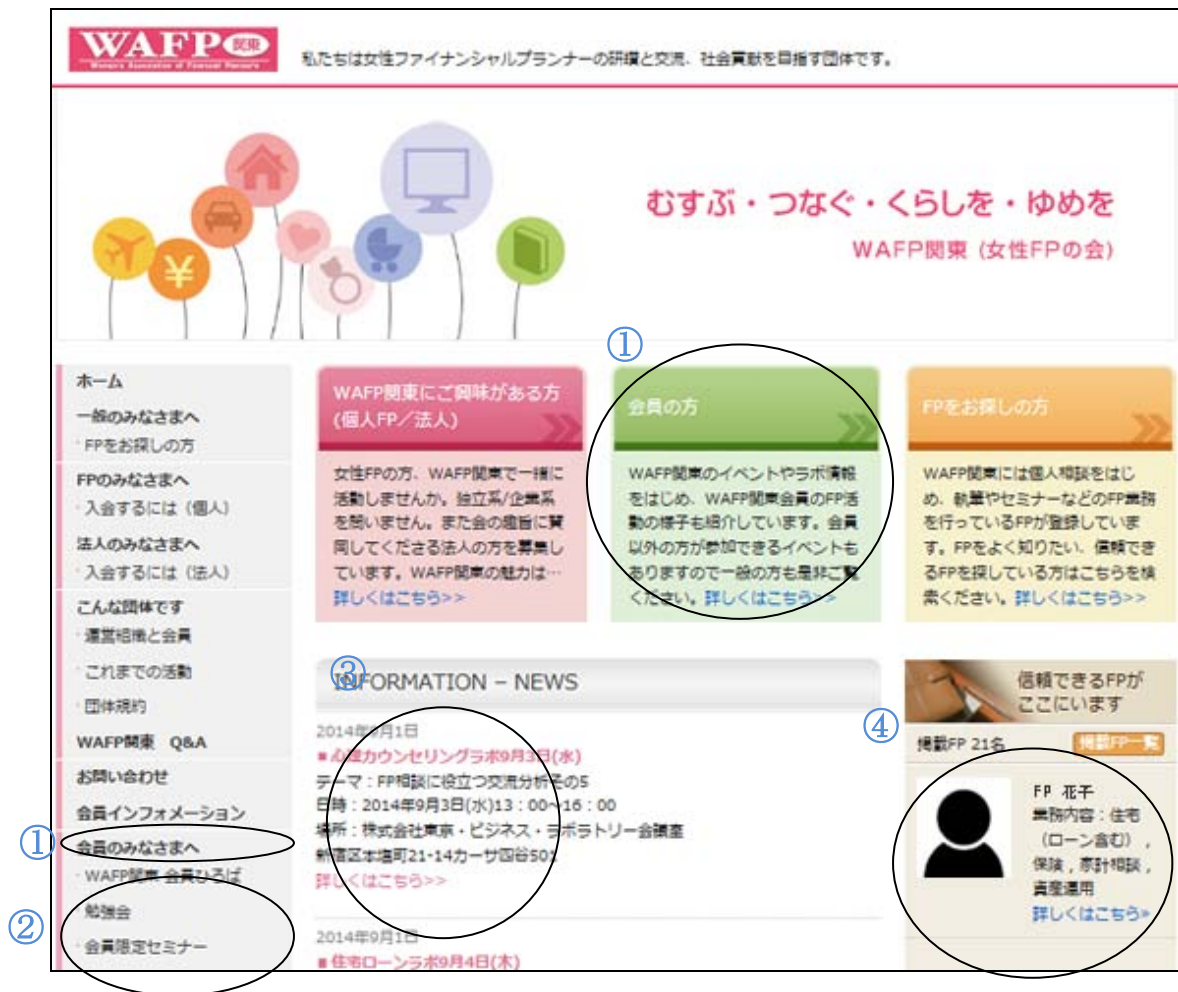 WAFP関東
Women's Association of Financial Planners
私たちは女性ファイナンシャルプランナーの研鑽と交流、社会貢献を目指す団体です。
¥
むすぶ・つなぐ・くらしを・ゆめを
WAFP関東 (女性FPの会)
①
ホーム
一般のみなさまへ
FPをお探しの方
FPのみなさまへ
入会するには（個人）
法人のみなさまへ
入会するには（法人）
こんな団体です
運営組織と会員
これまでの活動
団体規約
WAFP関東 Q&A
お問い合わせ
会員インフォメーション
①
会員のみなさまへ
WAFP関東 会員ひろば
②
勉強会
会員限定セミナー
WAFP関東にご興味がある方
(個人FP／法人)
女性FPの方、WAFP関東で一緒に
活動しませんか。独立系/企業系
を問いません。また会の趣旨に賛
同してくださる法人の方を募集し
ています。WAFP関東の魅力は…
詳しくはこちら>>
会員の方
WAFP関東のイベントやラボ情報
をはじめ、WAFP関東会員のFP活
動の様子も紹介しています。会員
以外の方が参加できるイベントも
ありますので一般の方も是非ご覧
ください。詳しくはこちら>>
FPをお探しの方
WAFP関東には個人相談をはじ
め、執筆やセミナーなどのFP業務
を行っているFPが登録していま
す。FPをよく知りたい、信頼でき
るFPを探している方はこちらを検
索ください。詳しくはこちら>>
③
INFORMATION – NEWS
2014年9月1日
■心理カウンセリングラボ9月3日(水)
テーマ：FP相談に役立つ交流分析その5
日時：2014年9月3日(水)13：00～16：00
場所：株式会社東京・ビジネス・ラボラトリー会議室
新宿区本塩町21-14カーサ四谷501
詳しくはこちら>>
2014年9月1日
■住宅ローンラボ9月4日(木)
信頼できるFPが
ここにいます
④
掲載FP 21名
掲載FP一覧
FP 花子
業務内容：住宅
（ローン含む）,
保険 , 家計相談 ,
資産運用
詳しくはこちら»